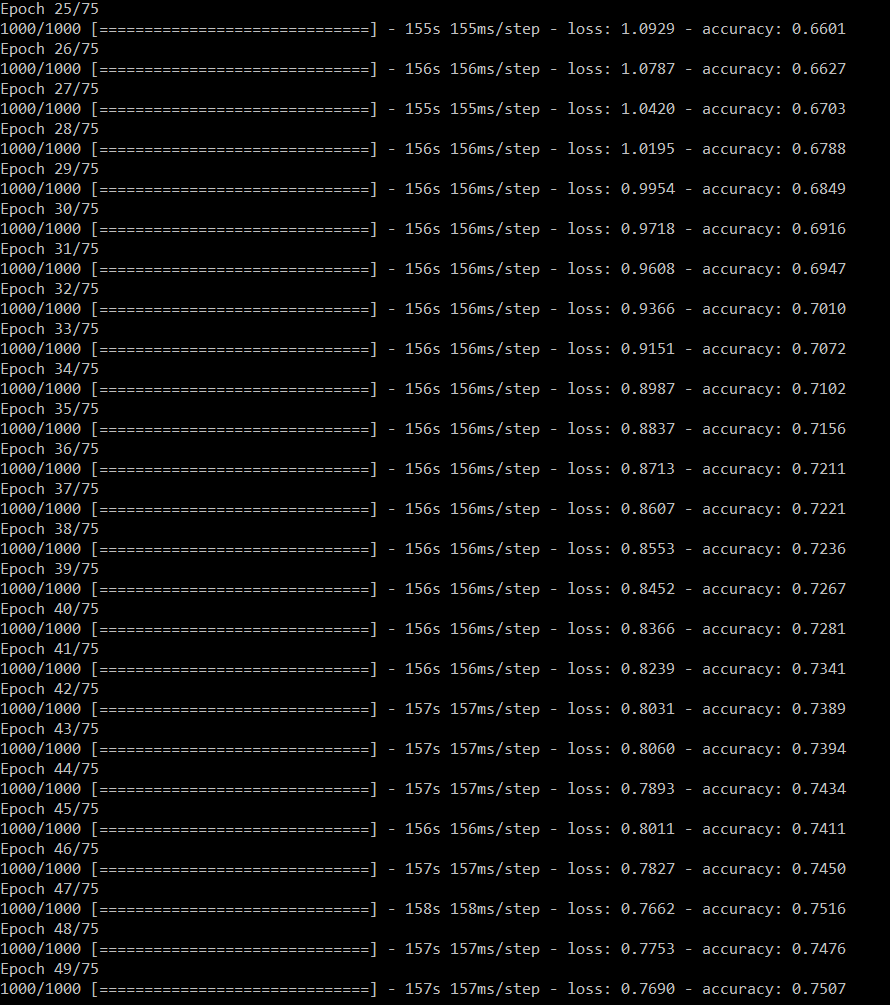 Epoch 25/75
1000/1000 [==============================] - 155s 155ms/step - loss: 1.0929 - accuracy: 0.6601
Epoch 26/75
1000/1000 [==============================] - 156s 156ms/step - loss: 1.0787 - accuracy: 0.6627
Epoch 27/75
1000/1000 [==============================] - 155s 155ms/step - loss: 1.0420 - accuracy: 0.6703
Epoch 28/75
1000/1000 [==============================] - 156s 156ms/step - loss: 1.0195 - accuracy: 0.6788
Epoch 29/75
1000/1000 [==============================] - 156s 156ms/step - loss: 0.9954 - accuracy: 0.6849
Epoch 30/75
1000/1000 [==============================] - 156s 156ms/step - loss: 0.9718 - accuracy: 0.6916
Epoch 31/75
1000/1000 [==============================] - 156s 156ms/step - loss: 0.9608 - accuracy: 0.6947
Epoch 32/75
1000/1000 [==============================] - 156s 156ms/step - loss: 0.9366 - accuracy: 0.7010
Epoch 33/75
1000/1000 [==============================] - 156s 156ms/step - loss: 0.9151 - accuracy: 0.7072
Epoch 34/75
1000/1000 [==============================] - 156s 156ms/step - loss: 0.8987 - accuracy: 0.7102
Epoch 35/75
1000/1000 [==============================] - 156s 156ms/step - loss: 0.8837 - accuracy: 0.7156
Epoch 36/75
1000/1000 [==============================] - 156s 156ms/step - loss: 0.8713 - accuracy: 0.7211
Epoch 37/75
1000/1000 [==============================] - 156s 156ms/step - loss: 0.8607 - accuracy: 0.7221
Epoch 38/75
1000/1000 [==============================] - 156s 156ms/step - loss: 0.8553 - accuracy: 0.7236
Epoch 39/75
1000/1000 [==============================] - 156s 156ms/step - loss: 0.8452 - accuracy: 0.7267
Epoch 40/75
1000/1000 [==============================] - 156s 156ms/step - loss: 0.8366 - accuracy: 0.7281
Epoch 41/75
1000/1000 [==============================] - 156s 156ms/step - loss: 0.8239 - accuracy: 0.7341
Epoch 42/75
1000/1000 [==============================] - 157s 157ms/step - loss: 0.8031 - accuracy: 0.7389
Epoch 43/75
1000/1000 [==============================] - 157s 157ms/step - loss: 0.8060 - accuracy: 0.7394
Epoch 44/75
1000/1000 [==============================] - 157s 157ms/step - loss: 0.7893 - accuracy: 0.7434
Epoch 45/75
1000/1000 [==============================] - 156s 156ms/step - loss: 0.8011 - accuracy: 0.7411
Epoch 46/75
1000/1000 [==============================] - 157s 157ms/step - loss: 0.7827 - accuracy: 0.7450
Epoch 47/75
1000/1000 [==============================] - 158s 158ms/step - loss: 0.7662 - accuracy: 0.7516
Epoch 48/75
1000/1000 [==============================] - 157s 157ms/step - loss: 0.7753 - accuracy: 0.7476
Epoch 49/75
1000/1000 [==============================] - 157s 157ms/step - loss: 0.7690 - accuracy: 0.7507